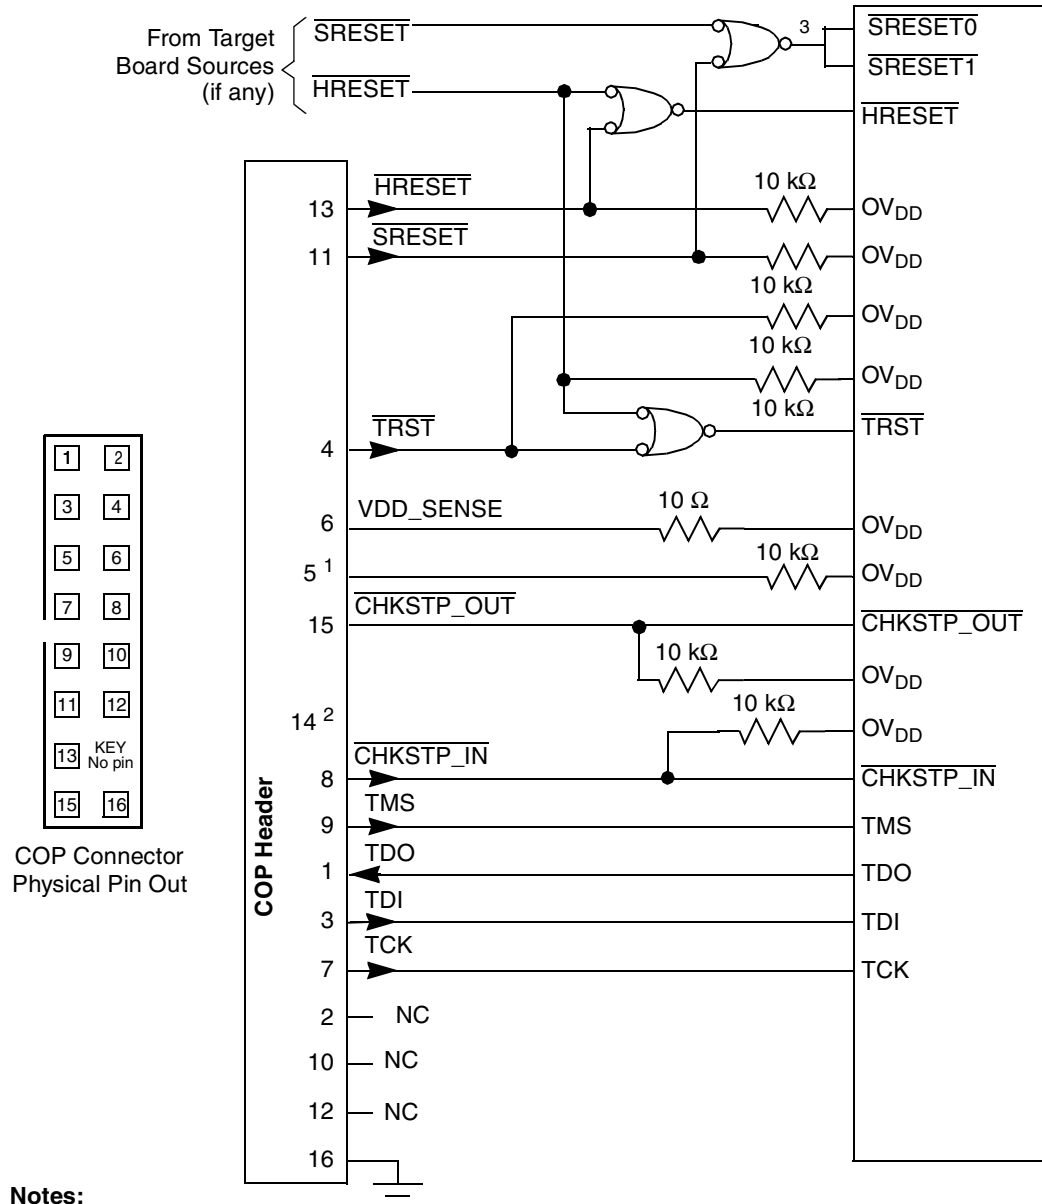 From Target
Board Sources
(if any)
SRESET
HRESET
3
SRESET0
SRESET1
HRESET
13
HRESET
10 kΩ
OVDD
11
SRESET
10 kΩ
OVDD
10 kΩ
OVDD
10 kΩ
OVDD
4
TRST
TRST
6
VDD_SENSE
10 Ω
OVDD
5 1
10 kΩ
OVDD
15
CHKSTP_OUT
CHKSTP_OUT
10 kΩ
OVDD
14 2
10 kΩ
OVDD
8
CHKSTP_IN
CHKSTP_IN
9
TMS
TMS
1
TDO
TDO
3
TDI
TDI
7
TCK
TCK
2
NC
10
NC
12
NC
16
COP Header
1 2
3 4
5 6
7 8
9 10
11 12
13 KEY
No pin
15 16
COP Connector
Physical Pin Out
Notes: